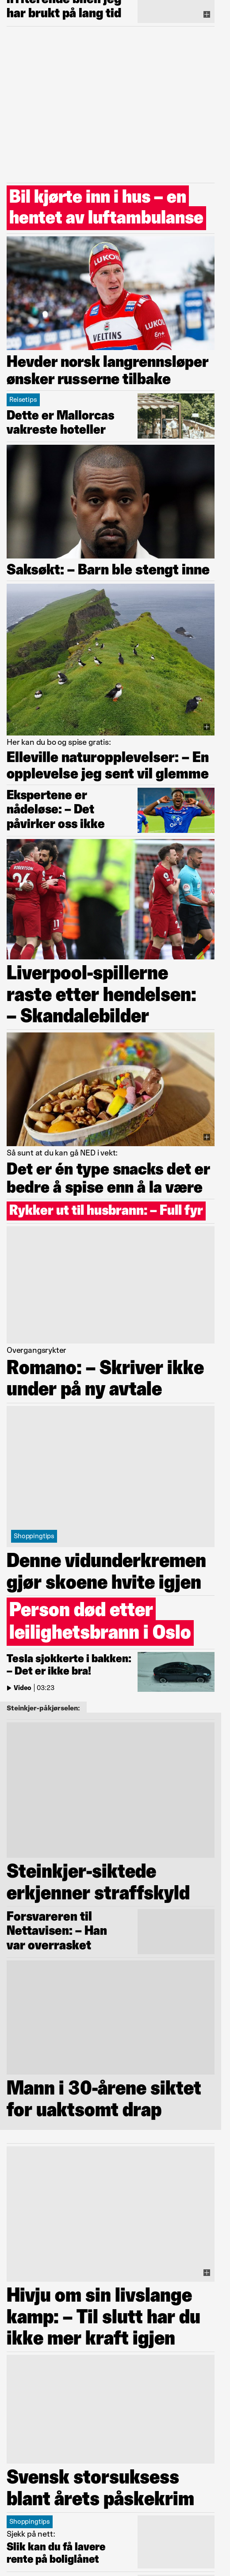 har brukt på lang tid
Bil kjørte inn i hus – en
hentet av luftambulanse
LUKOIL
VELTINS
Hevder norsk langrennsløper
ønsker russerne tilbake
Reisetips
Dette er Mallorcas
vakreste hoteller
Saksøkt: – Barn ble stengt inne
Her kan du bo og spise gratis:
Elleville naturopplevelser: – En
opplevelse jeg sent vil glemme
Ekspertene er
nådeløse: – Det
påvirker oss ikke
26
11
Liverpool-spillerne
raste etter hendelsen:
– Skandalebilder
Så sunt at du kan gå NED i vekt:
Det er én type snacks det er
bedre å spise enn å la være
Rykker ut til husbrann: – Full fyr
Overgangsrykter
Romano: – Skriver ikke
under på ny avtale
Shoppingtips
Denne vidunderkremen
gjør skoene hvite igjen
Person død etter
leilighetsbrann i Oslo
Tesla sjokkerte i bakken:
– Det er ikke bra!
Video | 03:23
Steinkjer-påkjørselen:
Steinkjer-siktede
erkjenner straffskyld
Forsvareren til
Nettavisen: – Han
var overrasket
Mann i 30-årene siktet
for uaktsomt drap
Hivju om sin livslange
kamp: – Til slutt har du
ikke mer kraft igjen
Svensk storsuksess
blant årets påskekrim
Shoppingtips
Sjekk på nett:
Slik kan du få lavere
rente på boliglånet